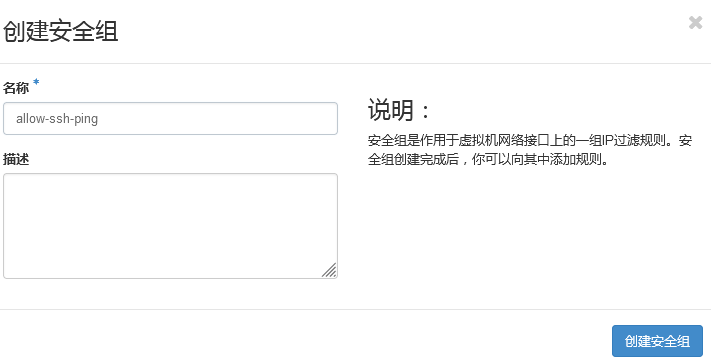 创建安全组
名称 *
allow-ssh-ping
描述
说明：
安全组是作用于虚拟机网络接口上的一组IP过滤规则。安
全组创建完成后，你可以向其中添加规则。
创建安全组